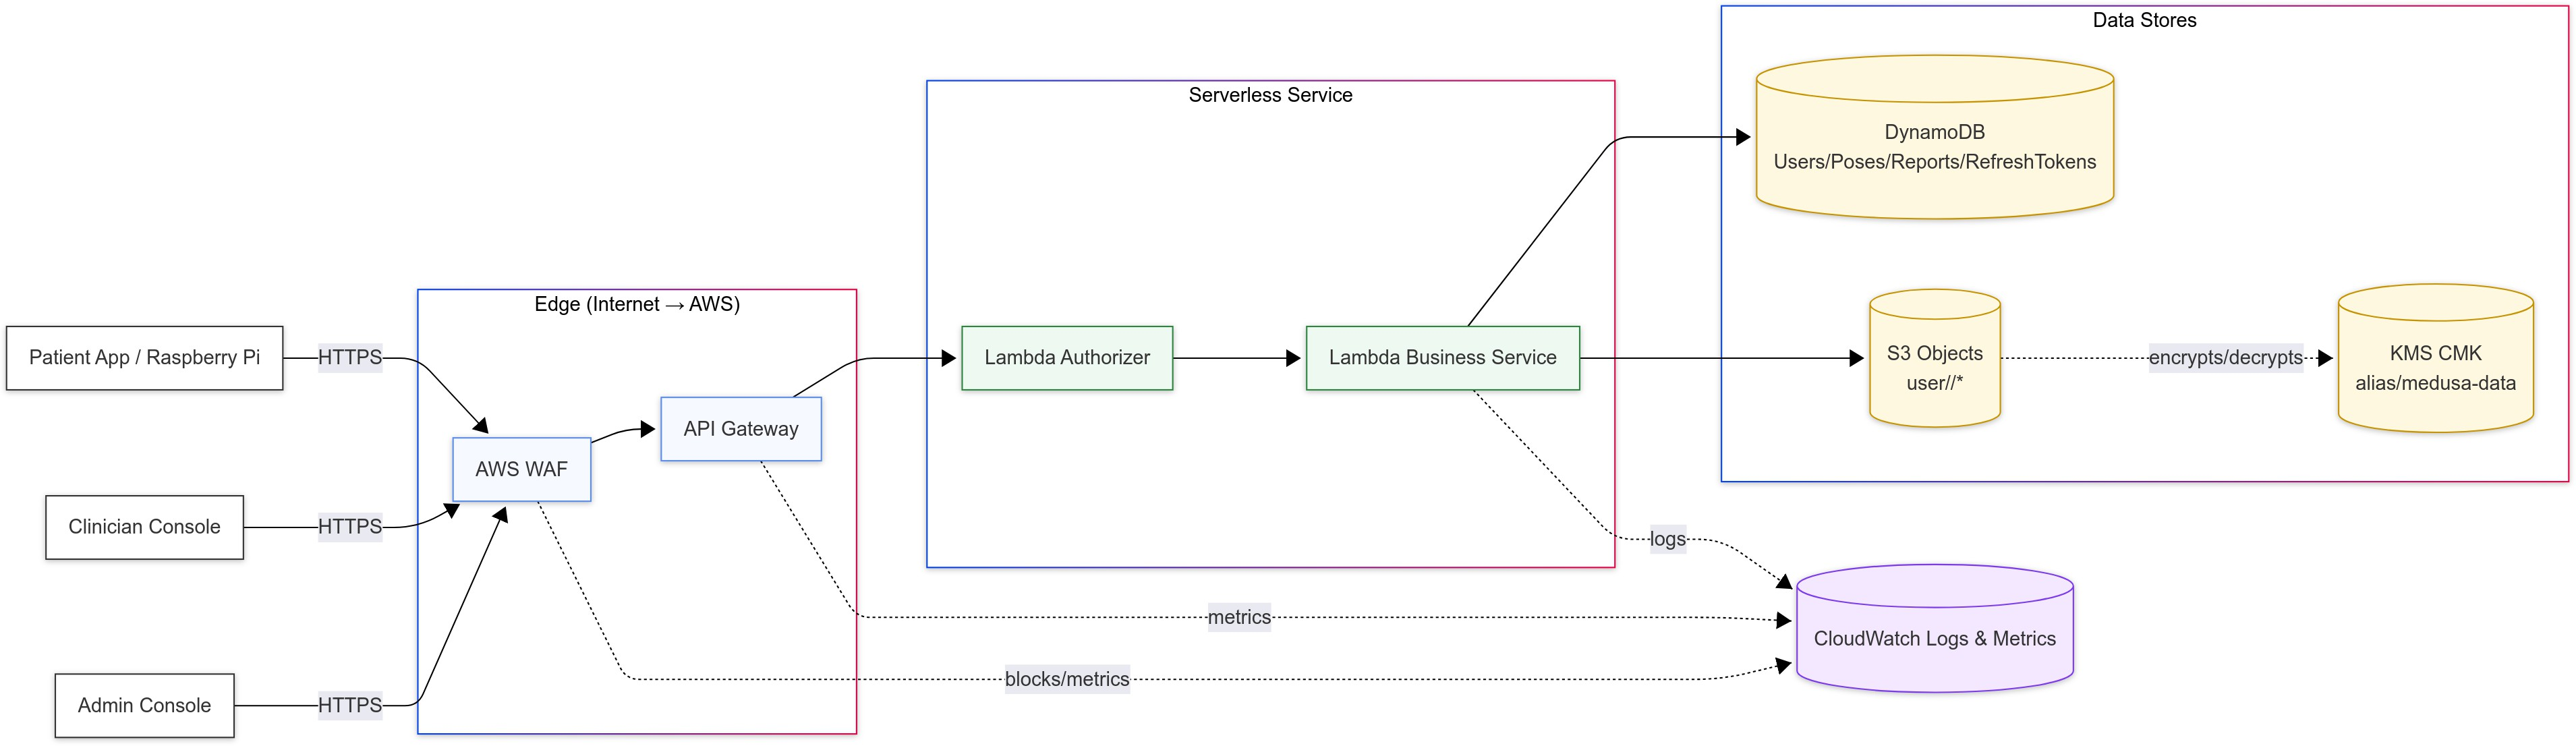 Data Stores
DynamoDB
Users/Poses/Reports/RefreshTokens
Serverless Service
Edge (Internet → AWS)
Patient App / Raspberry Pi
HTTPS
Lambda Authorizer
Lambda Business Service
S3 Objects
user//*
encrypts/decrypts
KMS CMK
alias/medusa-data
API Gateway
AWS WAF
Clinician Console
HTTPS
logs
metrics
CloudWatch Logs & Metrics
blocks/metrics
Admin Console
HTTPS